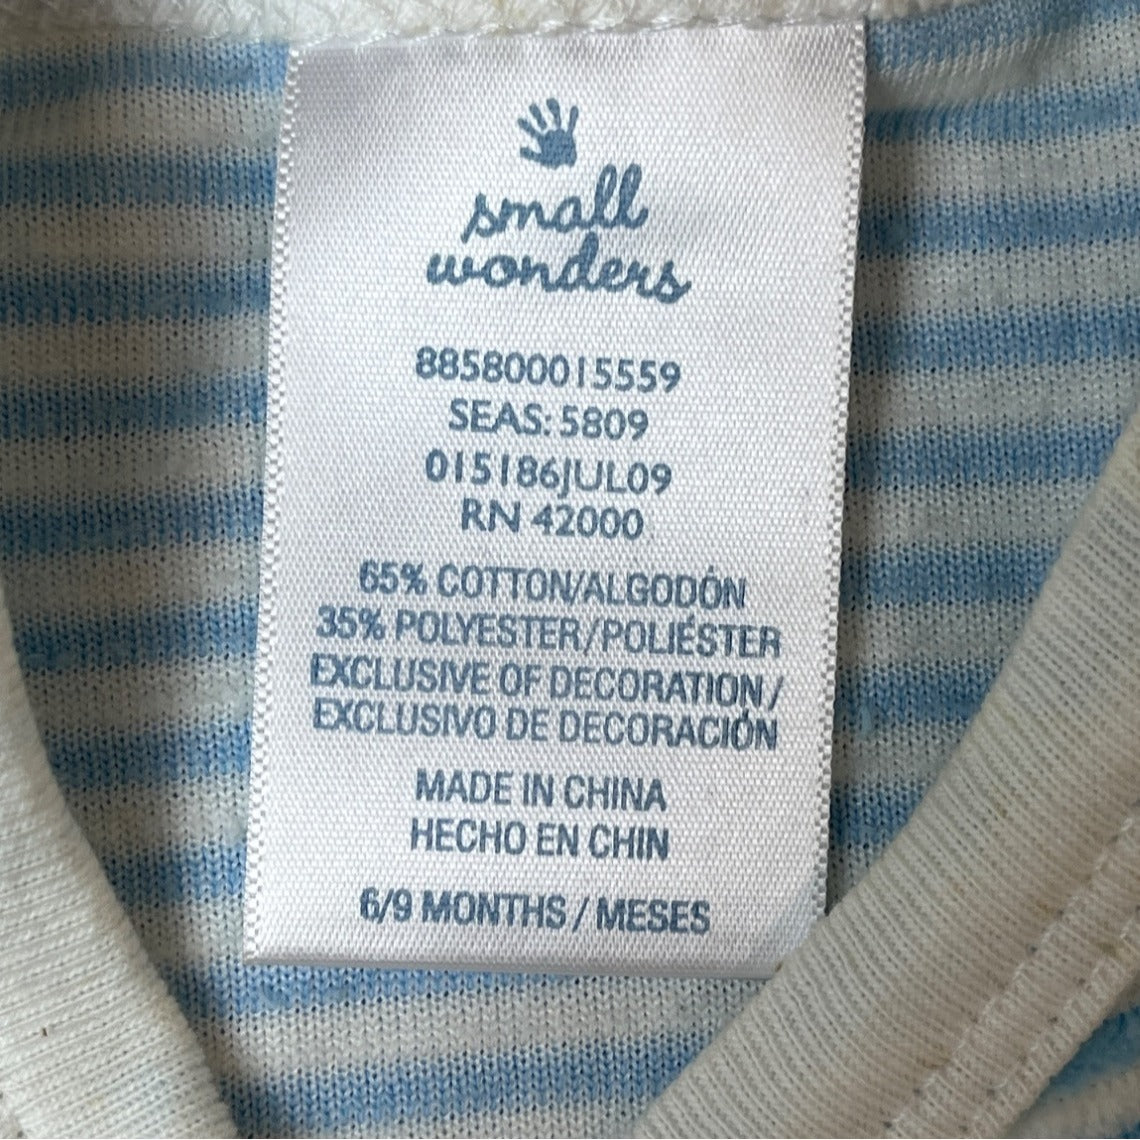 small
wonders
885800015559
SEAS: 5809
015186JUL09
RN 42000
65% COTTON/ALGODÓN
35% POLYESTER/POLIÉSTER
EXCLUSIVE OF DECORATION/
EXCLUSIVO DE DECORACIÓN
MADE IN CHINA
HECHO EN CHIN
6/9 MONTHS / MESES